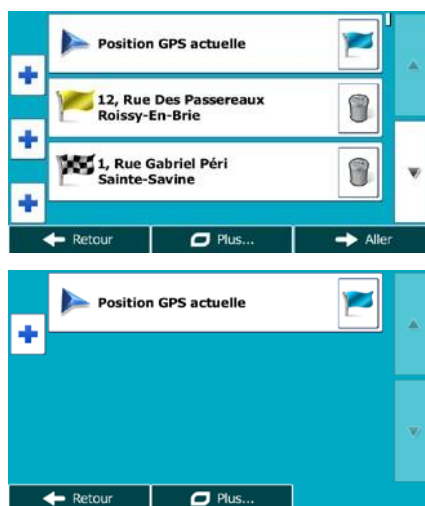 Position GPS actuelle
12, Rue Des Passereaux
Roissy-En-Brie
1, Rue Gabriel Péri
Sainte-Savine
Retour Plus... Aller
Position GPS actuelle
Retour Plus...